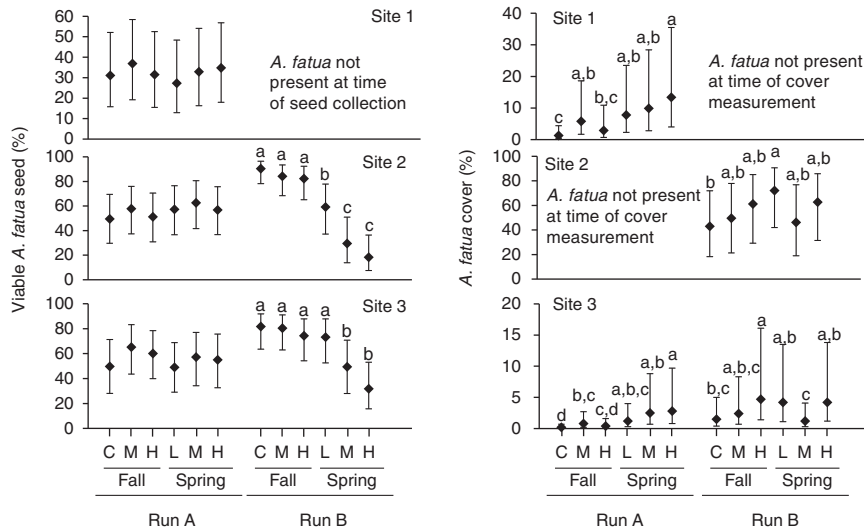 Viable A. fatua seed (%)
Site 1
60
50
40
30
20
10
0
A. fatua not
present at time
of seed collection
Site 2
100
80
60
40
20
0
a
a
a
b
c
c
Site 3
100
80
60
40
20
0
a
a
a
a
b
b
C M H L M H C M H L M H
Fall Spring Fall Spring
Run A Run B
A. fatua cover (%)
Site 1
40
30
20
10
0
c
a,b
b,c
a,b
a,b
a
A. fatua not present
at time of cover
measurement
Site 2
100
80
60
40
20
0
A. fatua not present
at time of cover
measurement
b
a,b
a,b
a
a,b
a,b
Site 3
20
15
10
5
0
d
b,c
c,d
a,b,c
a,b
a
b,c
a,b,c
a
a,b
c
a,b
C M H L M H C M H L M H
Fall Spring Fall Spring
Run A Run B